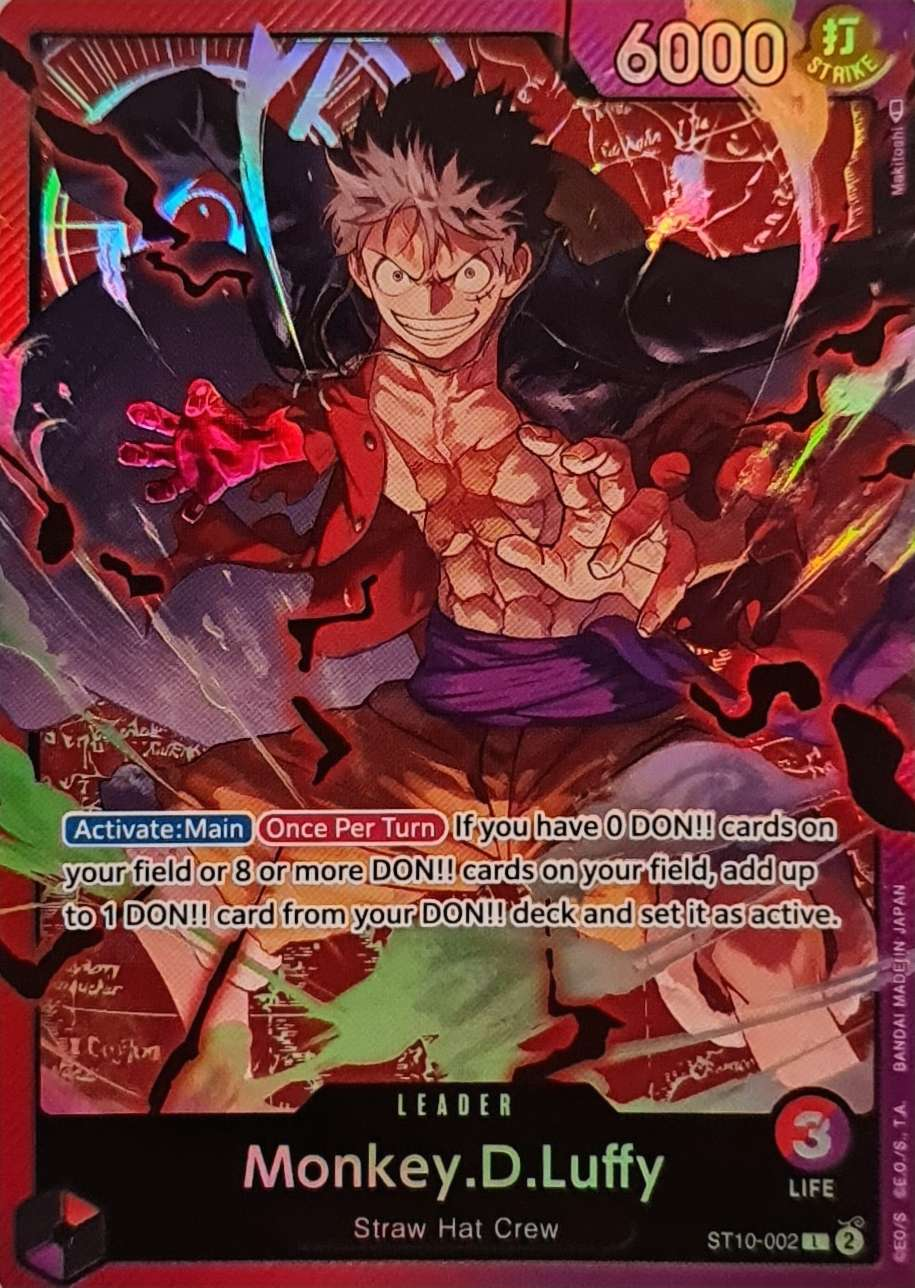 6000
打
STRIKE
Makitoshi
Activate:Main Once Per Turn If you have 0 DON!! cards on
your field or 8 or more DON!! cards on your field, add up
to 1 DON!! card from your DON!! deck and set it as active.
LEADER
Monkey.D.Luffy
Straw Hat Crew
3
LIFE
ST10-002 L 2
©EO/S ©E.O./S., T.A. BANDAI MADE IN JAPAN